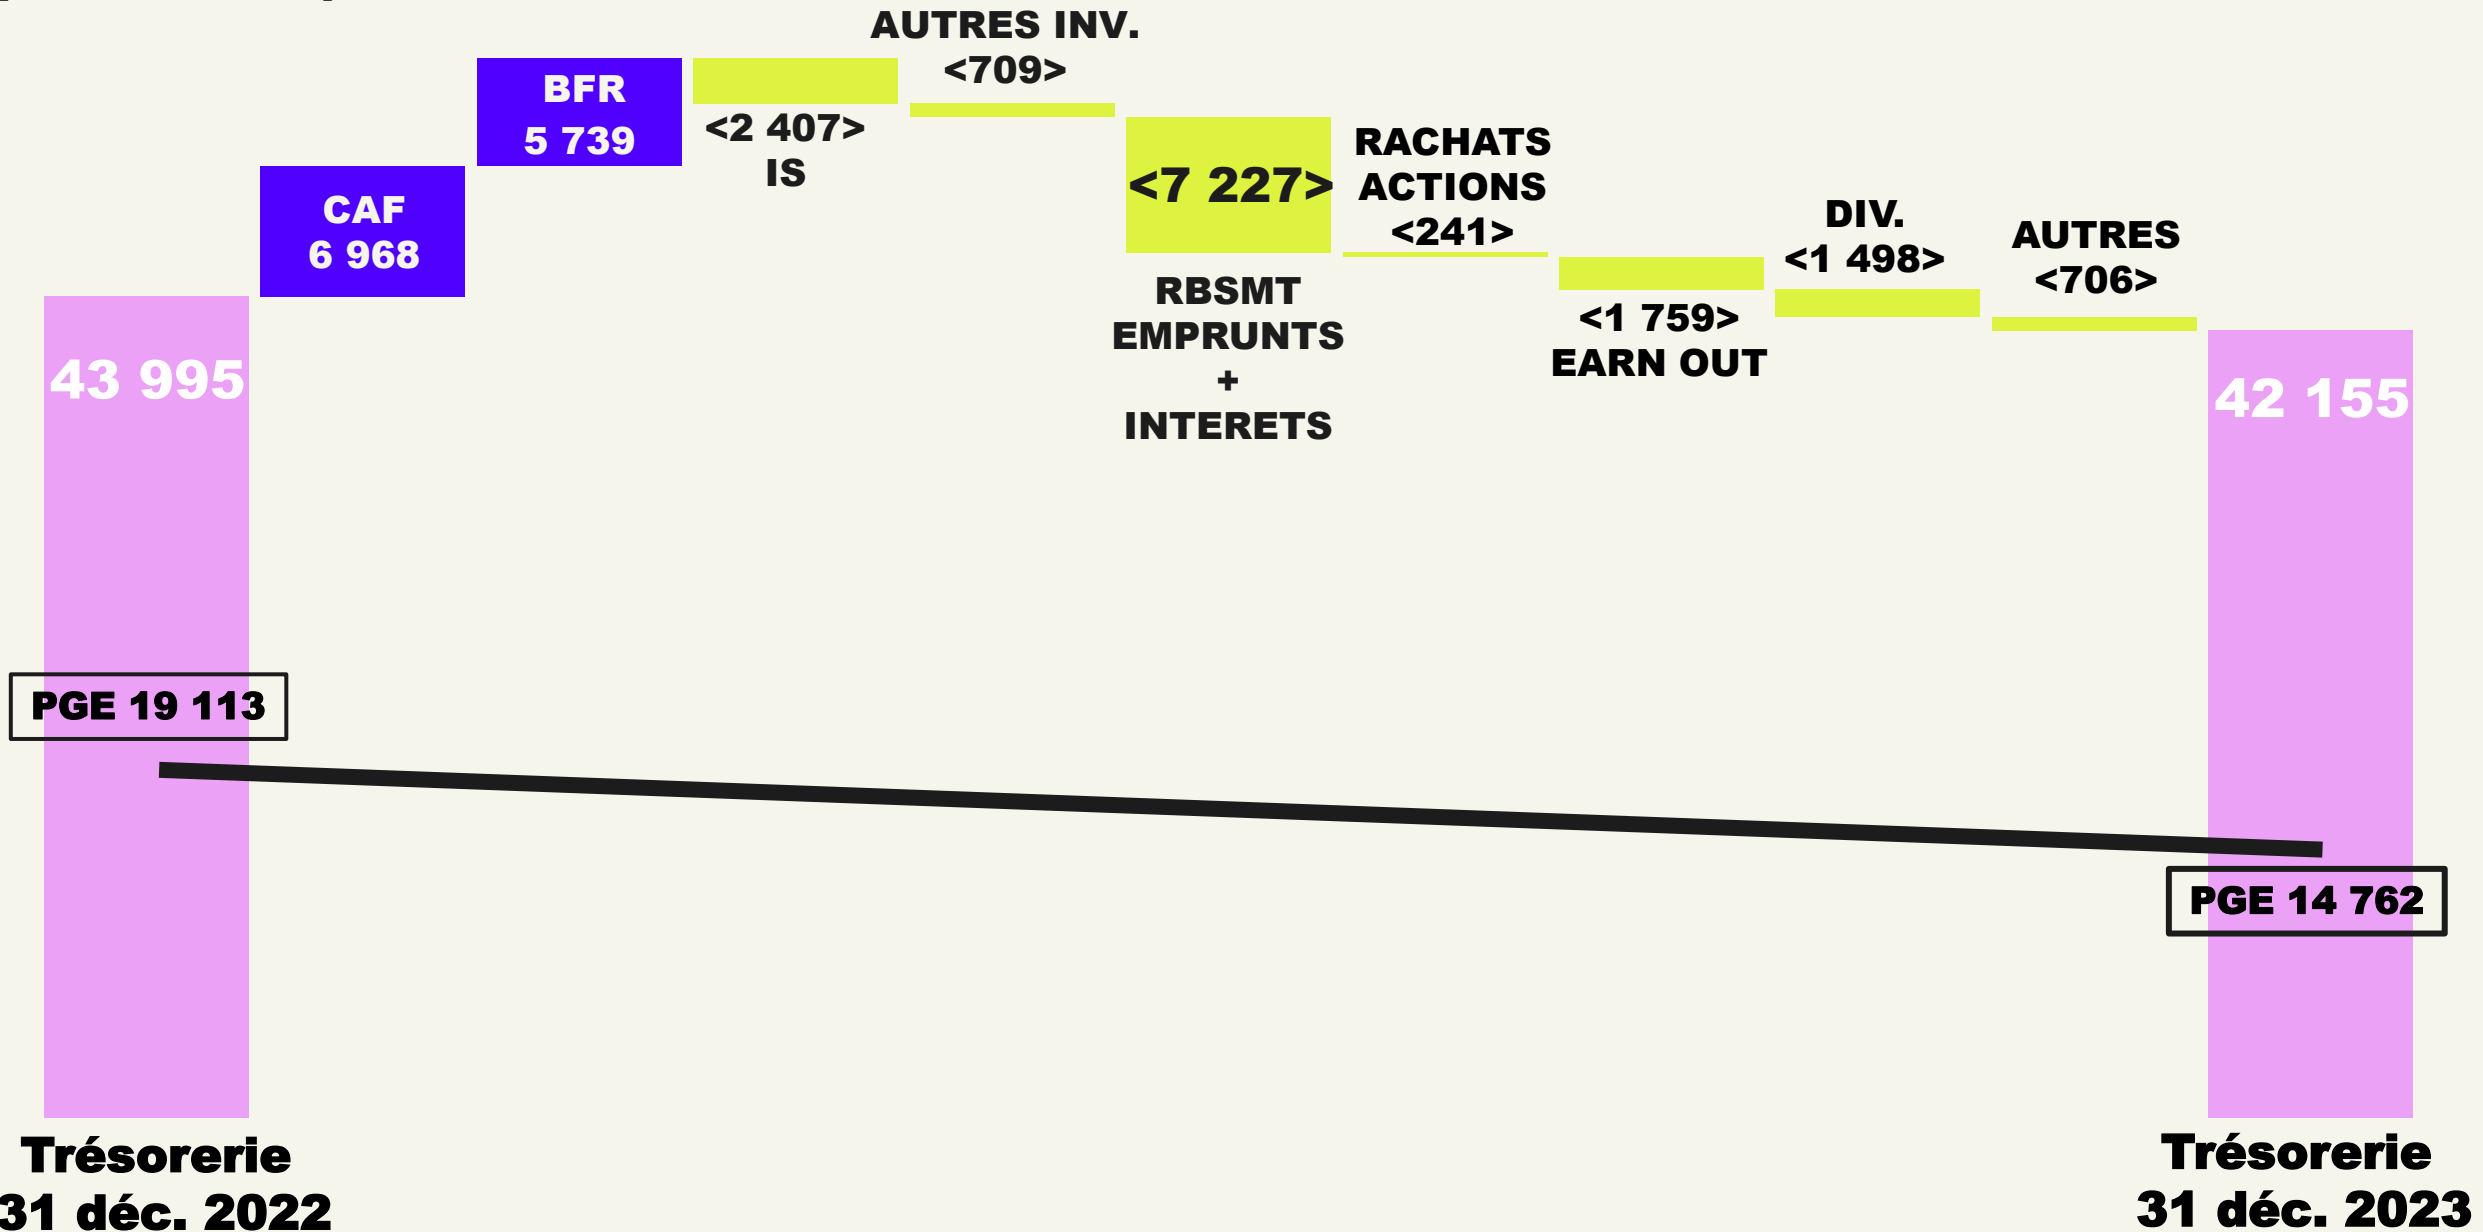 AUTRES INV.
<709>
BFR
5 739
<2 407>
IS
CAF
6 968
<7 227>
RBSMT
EMPRUNTS
+
INTERETS
RACHATS
ACTIONS
<241>
<1 759>
EARN OUT
DIV.
<1 498>
AUTRES
<706>
43 995
42 155
PGE 19 113
PGE 14 762
Trésorerie
31 déc. 2022
Trésorerie
31 déc. 2023